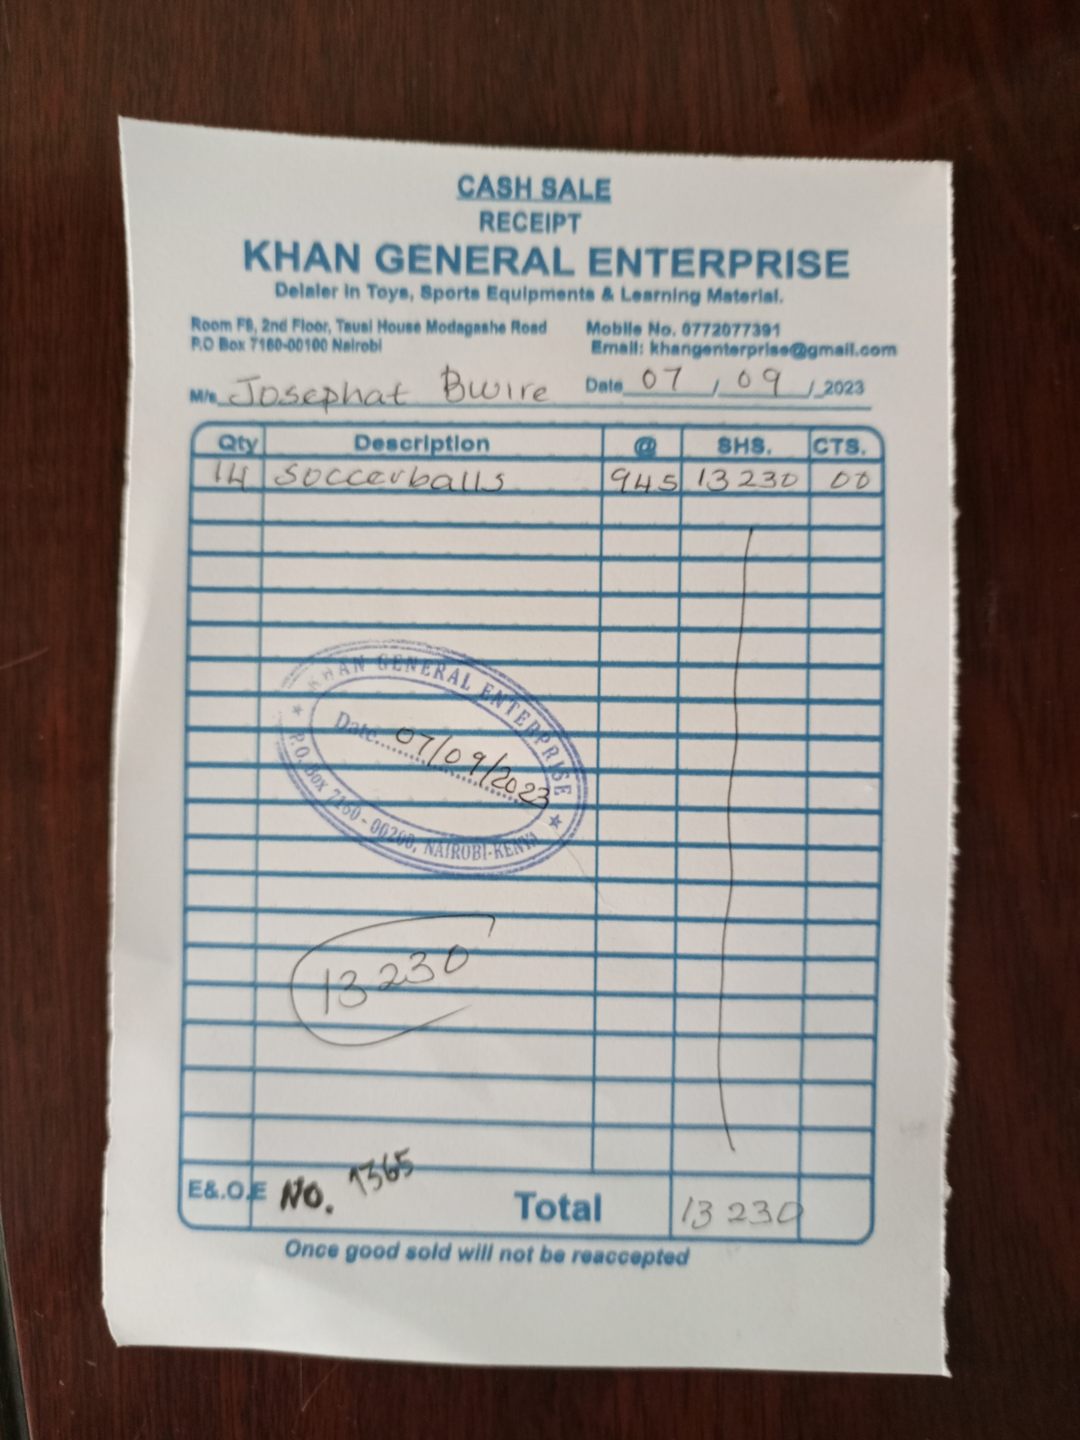 CASH SALE
RECEIPT
KHAN GENERAL ENTERPRISE
Delaler in Toys, Sports Equipments & Learning Material.
Room F8, 2nd Floor, Tausi House Modagashe Road
P.O Box 7160-00100 Nairobi
Mobile No. 0772077391
Email: khangenterprise@gmail.com
M/s Josephat Bwire
Date 07 / 09 / 2023
Qty Description @ SHS. CTS.
14 soccerballs 945 13230 00
KHAN GENERAL ENTERPRISE
Date 07/09/2023
P.O. Box 7160 - 00200, NAIROBI-KENYA
13230
E&.O.E No. 1365 Total 13230
Once good sold will not be reaccepted